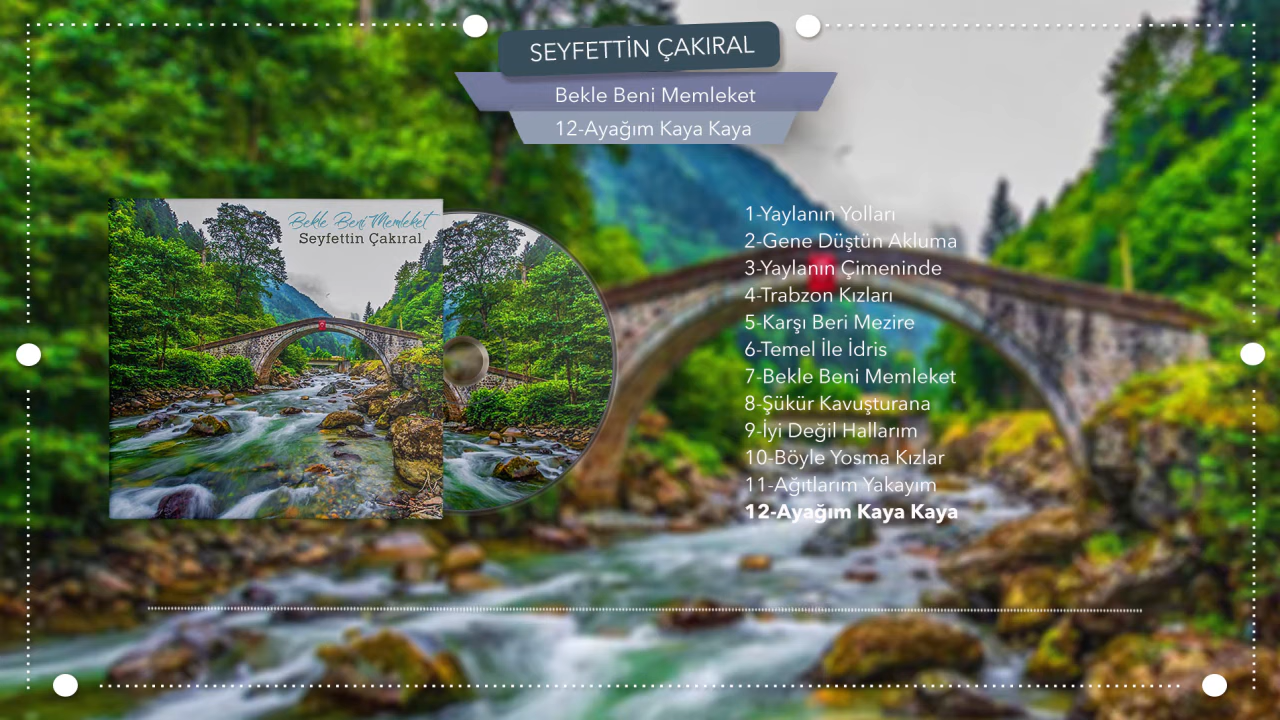 SEYFETTİN ÇAKIRAL
Bekle Beni Memleket
12-Ayağım Kaya Kaya
Bekle Beni Memleket
Seyfettin Çakıral
1-Yaylanın Yolları
2-Gene Düştün Akluma
3-Yaylanın Çimeninde
4-Trabzon Kızları
5-Karşı Beri Mezire
6-Temel İle İdris
7-Bekle Beni Memleket
8-Şükür Kavuşturana
9-İyi Değil Hallarım
10-Böyle Yosma Kızlar
11-Ağıtlarım Yakayım
12-Ayağım Kaya Kaya